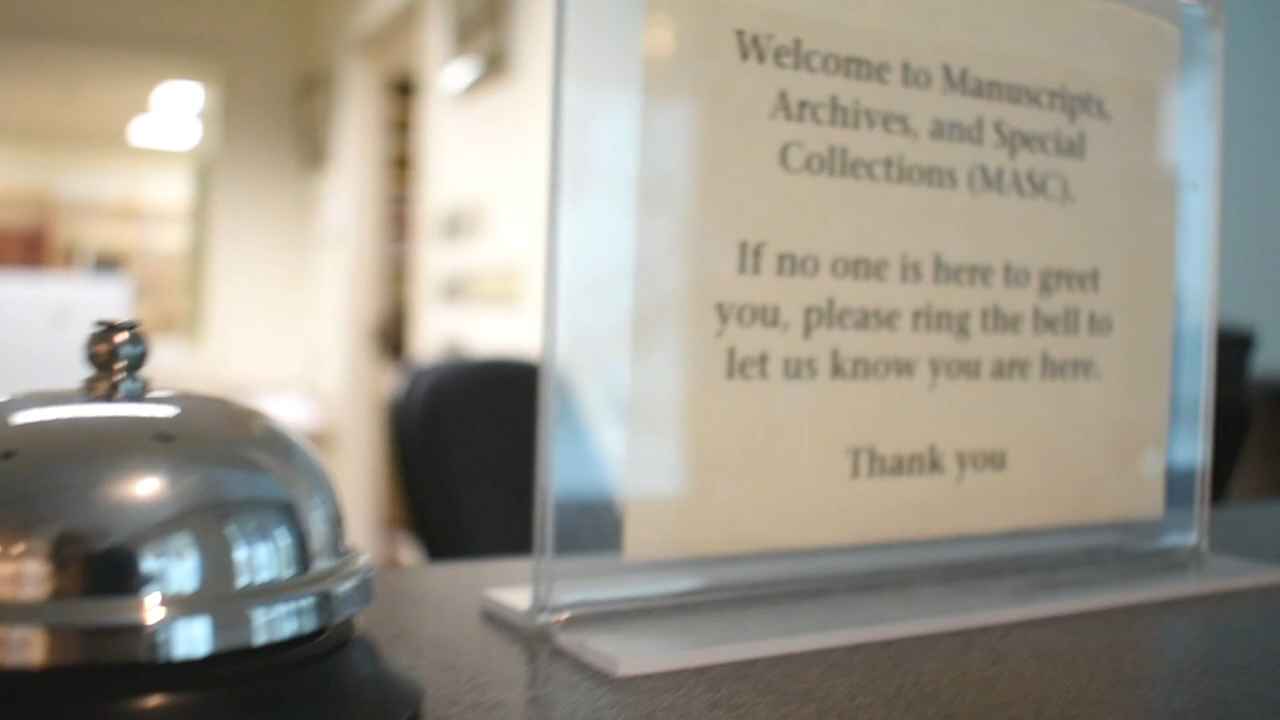 Welcome to Manuscripts,
Archives, and Special
Collections (MASC).
If no one is here to greet
you, please ring the bell to
let us know you are here.
Thank you